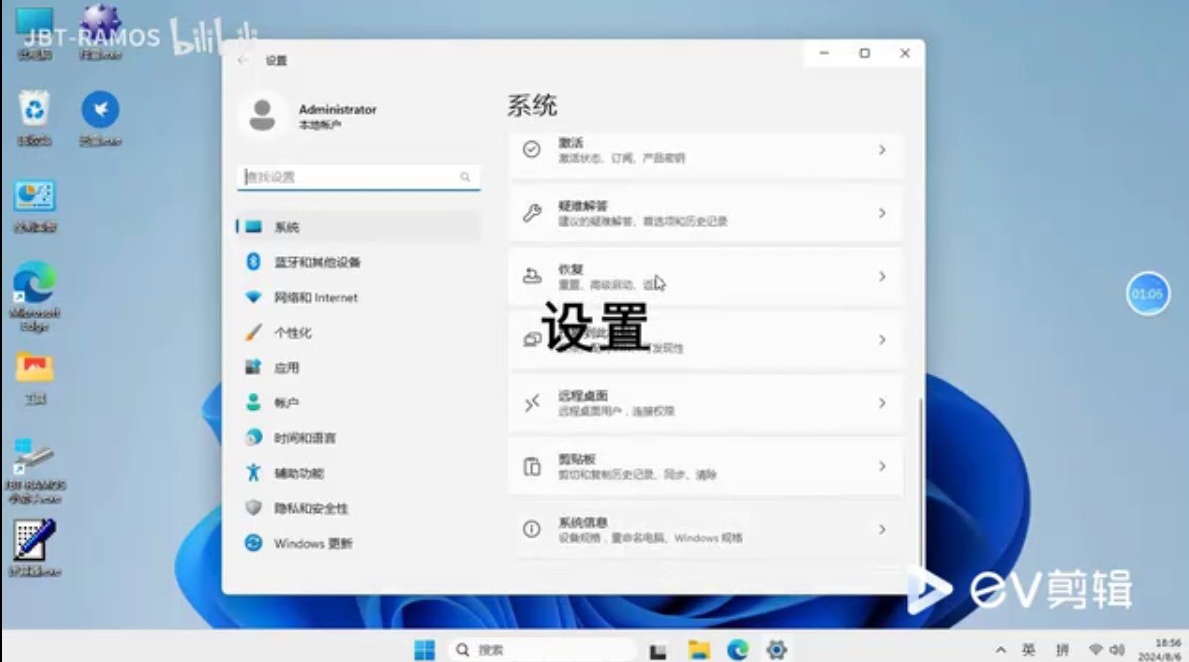 JBT-RAMOS bilibili
设置
Administrator
本地帐户
查找设置
系统
蓝牙和其他设备
网络和 Internet
个性化
应用
帐户
时间和语言
辅助功能
隐私和安全性
Windows 更新
系统
激活
激活状态、订阅、产品密钥
疑难解答
建议的疑难解答、首选项和历史记录
恢复
重置、高级启动、返
设置
远程桌面
远程桌面用户，连接权限
剪贴板
剪切和复制历史记录、同步、清除
系统信息
设备规格，重命名电脑、Windows 规格
Microsoft
Edge
工具
JBT-RAMOS
01:05
EV剪辑
搜索
英
拼
18:56
2024/8/6